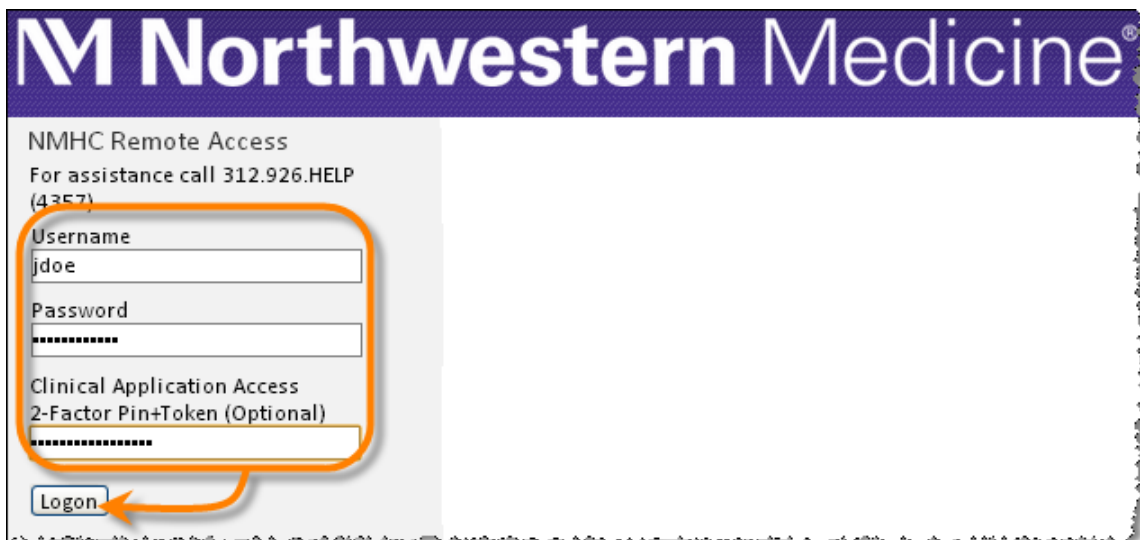 NM Northwestern Medicine®
NMHC Remote Access
For assistance call 312.926.HELP
(4357)
Username
jdoe
Password
••••••••••••
Clinical Application Access
2-Factor Pin+Token (Optional)
•••••••••••••••••
Logon